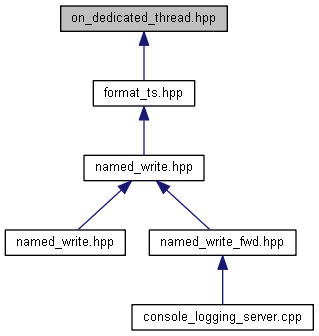 on_dedicated_thread.hpp
format_ts.hpp
named_write.hpp
named_write.hpp
named_write_fwd.hpp
console_logging_server.cpp